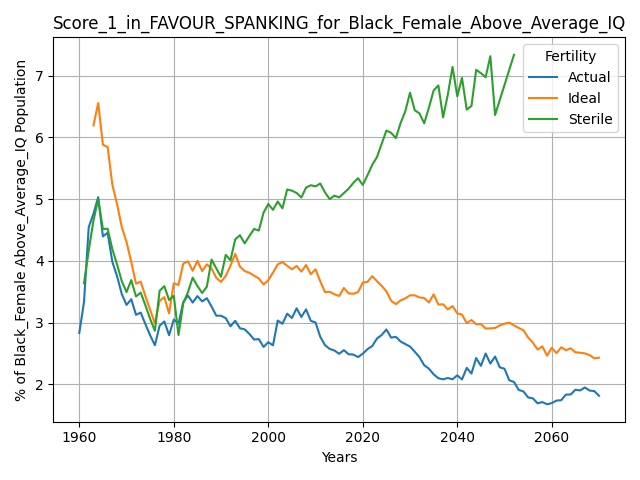 Score_1_in_FAVOUR_SPANKING_for_Black_Female_Above_Average_IQ
% of Black_Female Above_Average_IQ Population
7
6
5
4
3
2
Fertility
Actual
Ideal
Sterile
1960 1980 2000 2020 2040 2060
Years